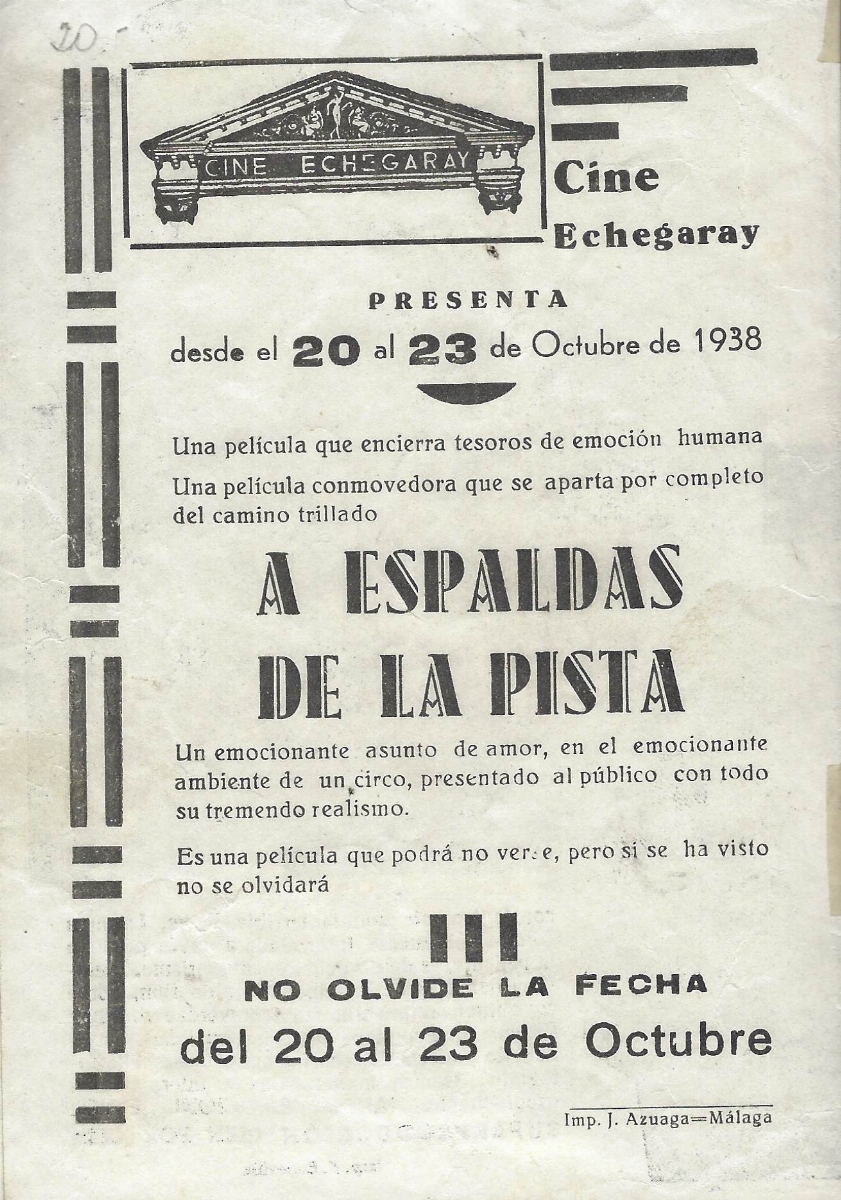 20.-
CINE ECHEGARAY
Cine
Echegaray
PRESENTA
desde el 20 al 23 de Octubre de 1938
Una película que encierra tesoros de emoción humana
Una película conmovedora que se aparta por completo
del camino trillado
A ESPALDAS
DE LA PISTA
Un emocionante asunto de amor, en el emocionante
ambiente de un circo, presentado al público con todo
su tremendo realismo.
Es una película que podrá no verse, pero si se ha visto
no se olvidará
NO OLVIDE LA FECHA
del 20 al 23 de Octubre
Imp. J. Azuaga=Málaga